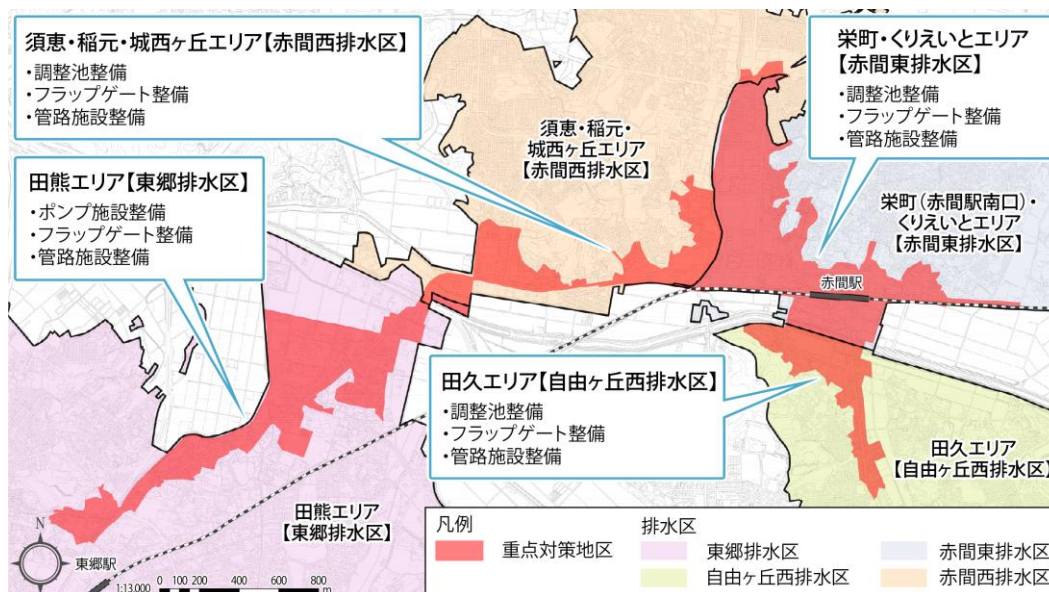 須恵・稲元・城西ヶ丘エリア【赤間西排水区】
・調整池整備
・フラップゲート整備
・管路施設整備
栄町・くりえいとエリア
【赤間東排水区】
・調整池整備
・フラップゲート整備
・管路施設整備
須恵・稲元・
城西ヶ丘エリア
【赤間西排水区】
田熊エリア【東郷排水区】
・ポンプ施設整備
・フラップゲート整備
・管路施設整備
栄町(赤間駅南口)・
くりえいとエリア
【赤間東排水区】
赤間駅
田久エリア【自由ヶ丘西排水区】
・調整池整備
・フラップゲート整備
・管路施設整備
田久エリア
【自由ヶ丘西排水区】
田熊エリア
【東郷排水区】
N
東郷駅
1:13,000 0 100 200 400 600 800
m
凡例
重点対策地区
排水区
東郷排水区
赤間東排水区
自由ヶ丘西排水区
赤間西排水区